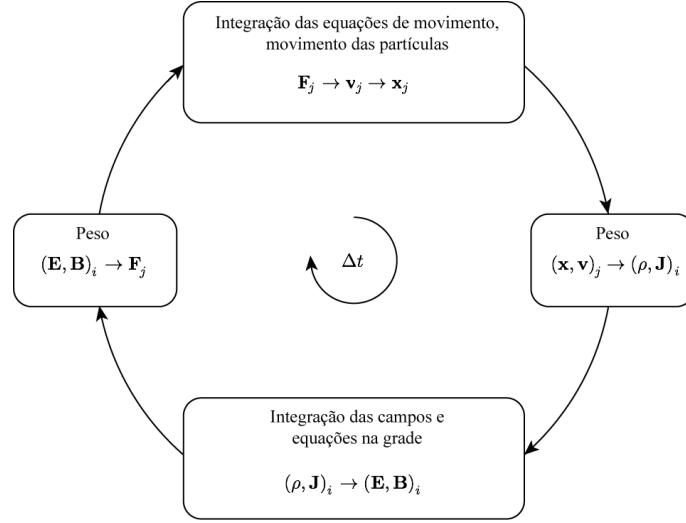 Integração das equações de movimento,
movimento das partículas
F_j → v_j → x_j
Peso
(E, B)_i → F_j
Peso
(x, v)_j → (ρ, J)_i
Δt
Integração das campos e
equações na grade
(ρ, J)_i → (E, B)_i